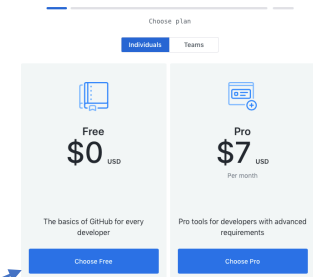 Choose plan
Individuals
Teams
Free
$0 USD
The basics of GitHub for every
developer
Choose Free
Pro
$7 USD
Per month
Pro tools for developers with advanced
requirements
Choose Pro